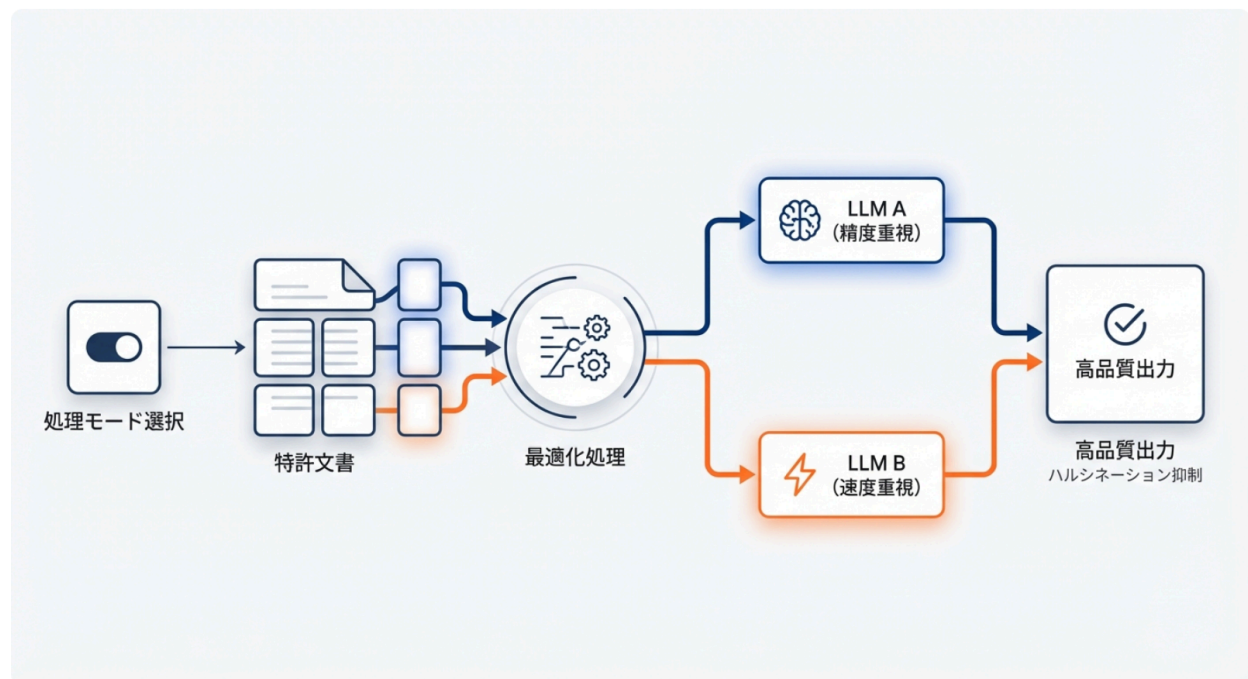 処理モード選択
特許文書
最適化処理
LLM A
（精度重視）
LLM B
（速度重視）
高品質出力
高品質出力
ハルシネーション抑制